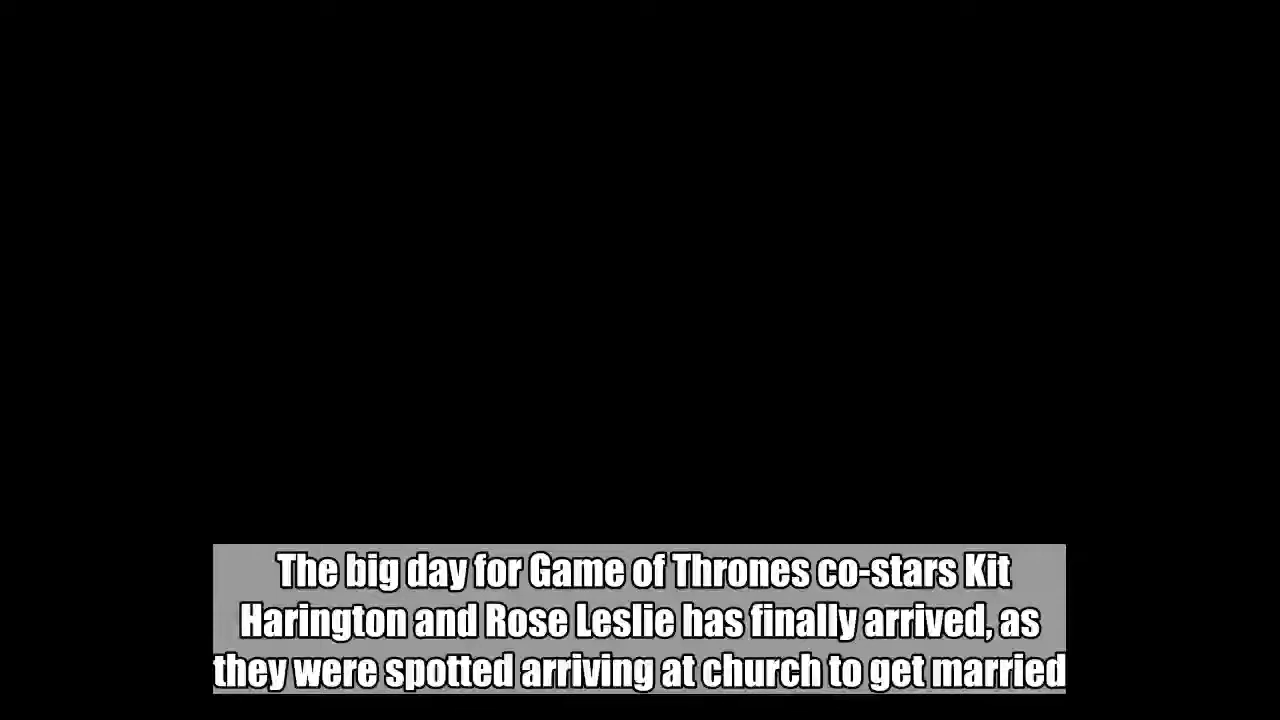 The big day for Game of Thrones co-stars Kit
Harington and Rose Leslie has finally arrived, as
they were spotted arriving at church to get married